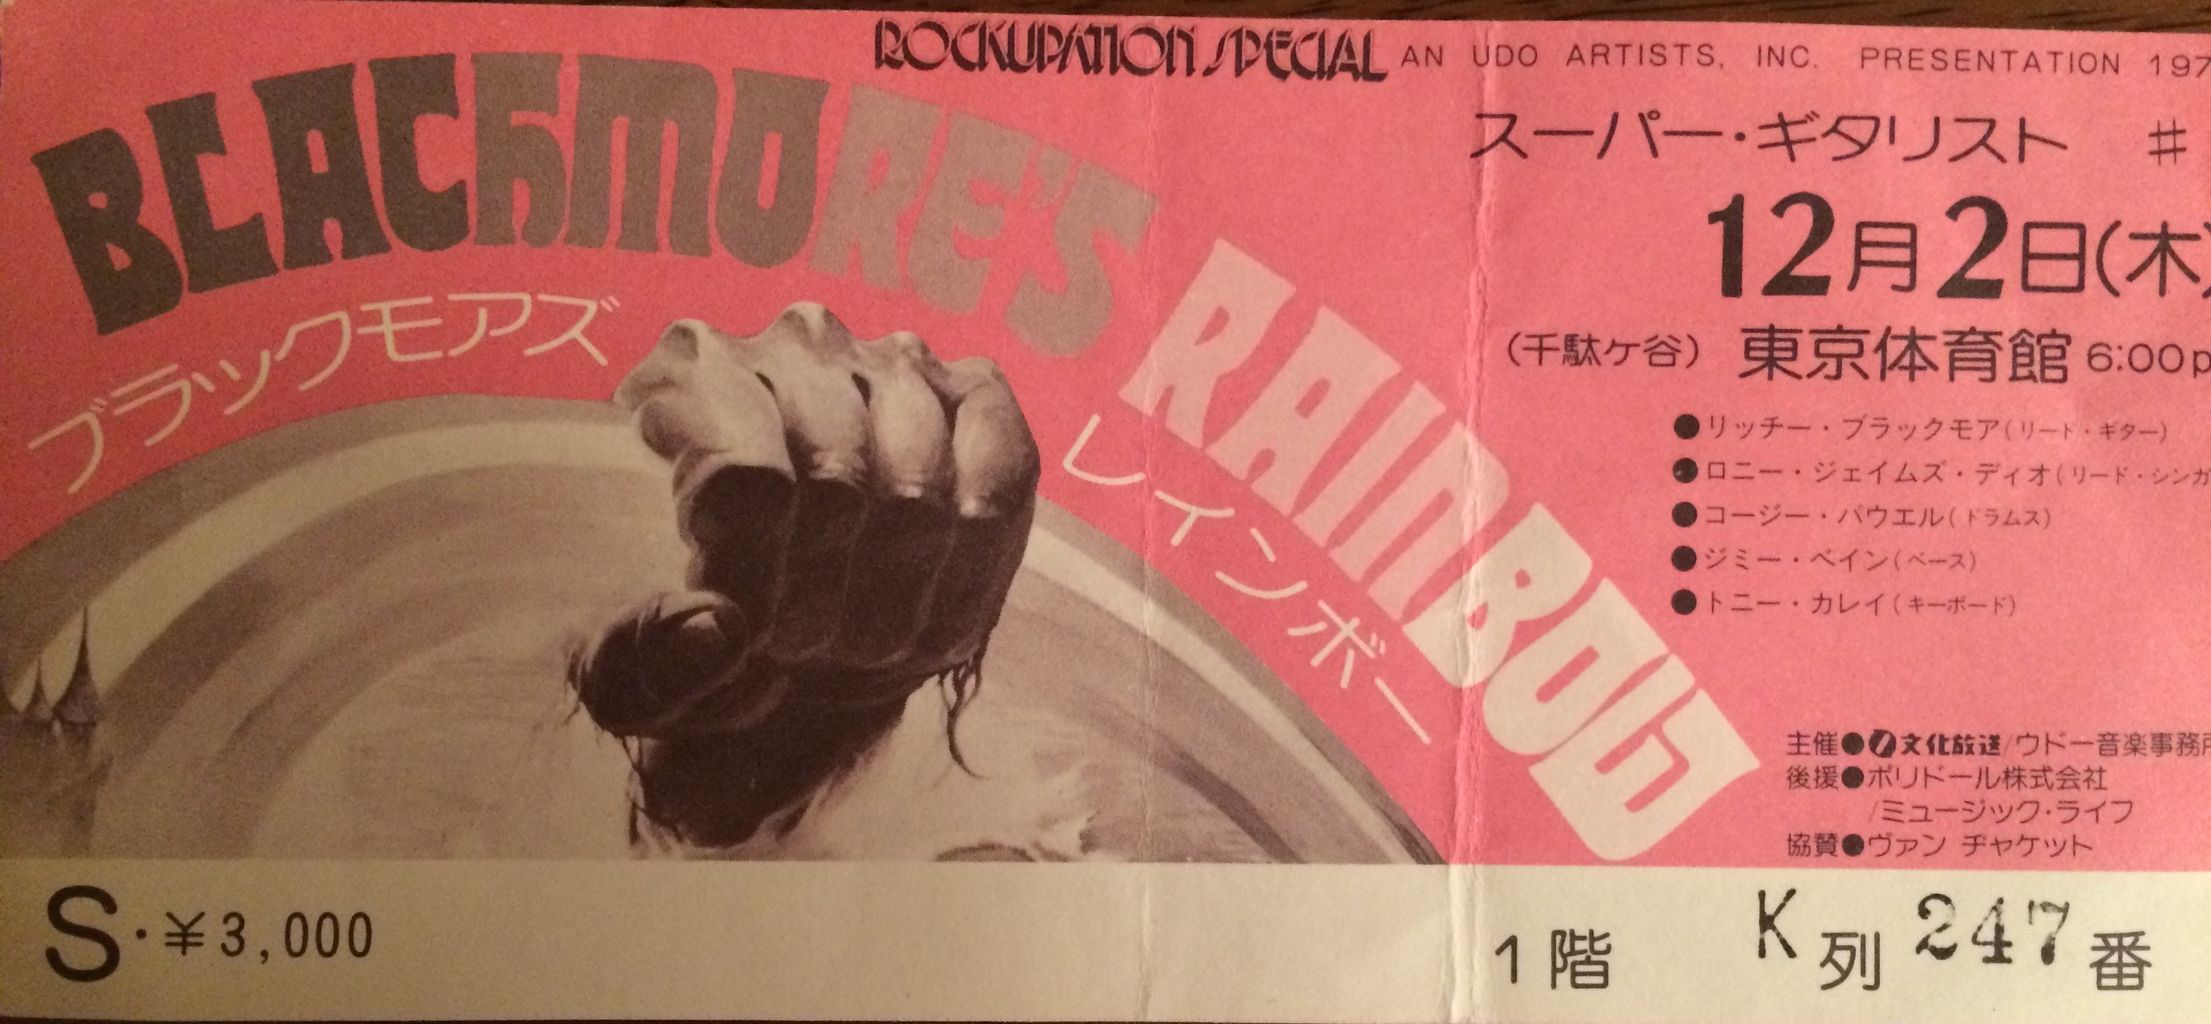 ROCKUPATION SPECIAL AN UDO ARTISTS, INC. PRESENTATION 197
BLACKMORE'S RAINBOW
ブラックモアズ レインボー
スーパー・ギタリスト #
12月2日(木)
(千駄ケ谷) 東京体育館 6:00p
●リッチー・ブラックモア(リード・ギター)
●ロニー・ジェイムズ・ディオ(リード・シンガ
●コージー・パウエル(ドラムス)
●ジミー・ベイン(ベース)
●トニー・カレイ(キーボード)
主催●文化放送/ウドー音楽事務所
後援●ポリドール株式会社
/ミュージック・ライフ
協賛●ヴァン ヂャケット
S・¥3,000
1階 K列 247番